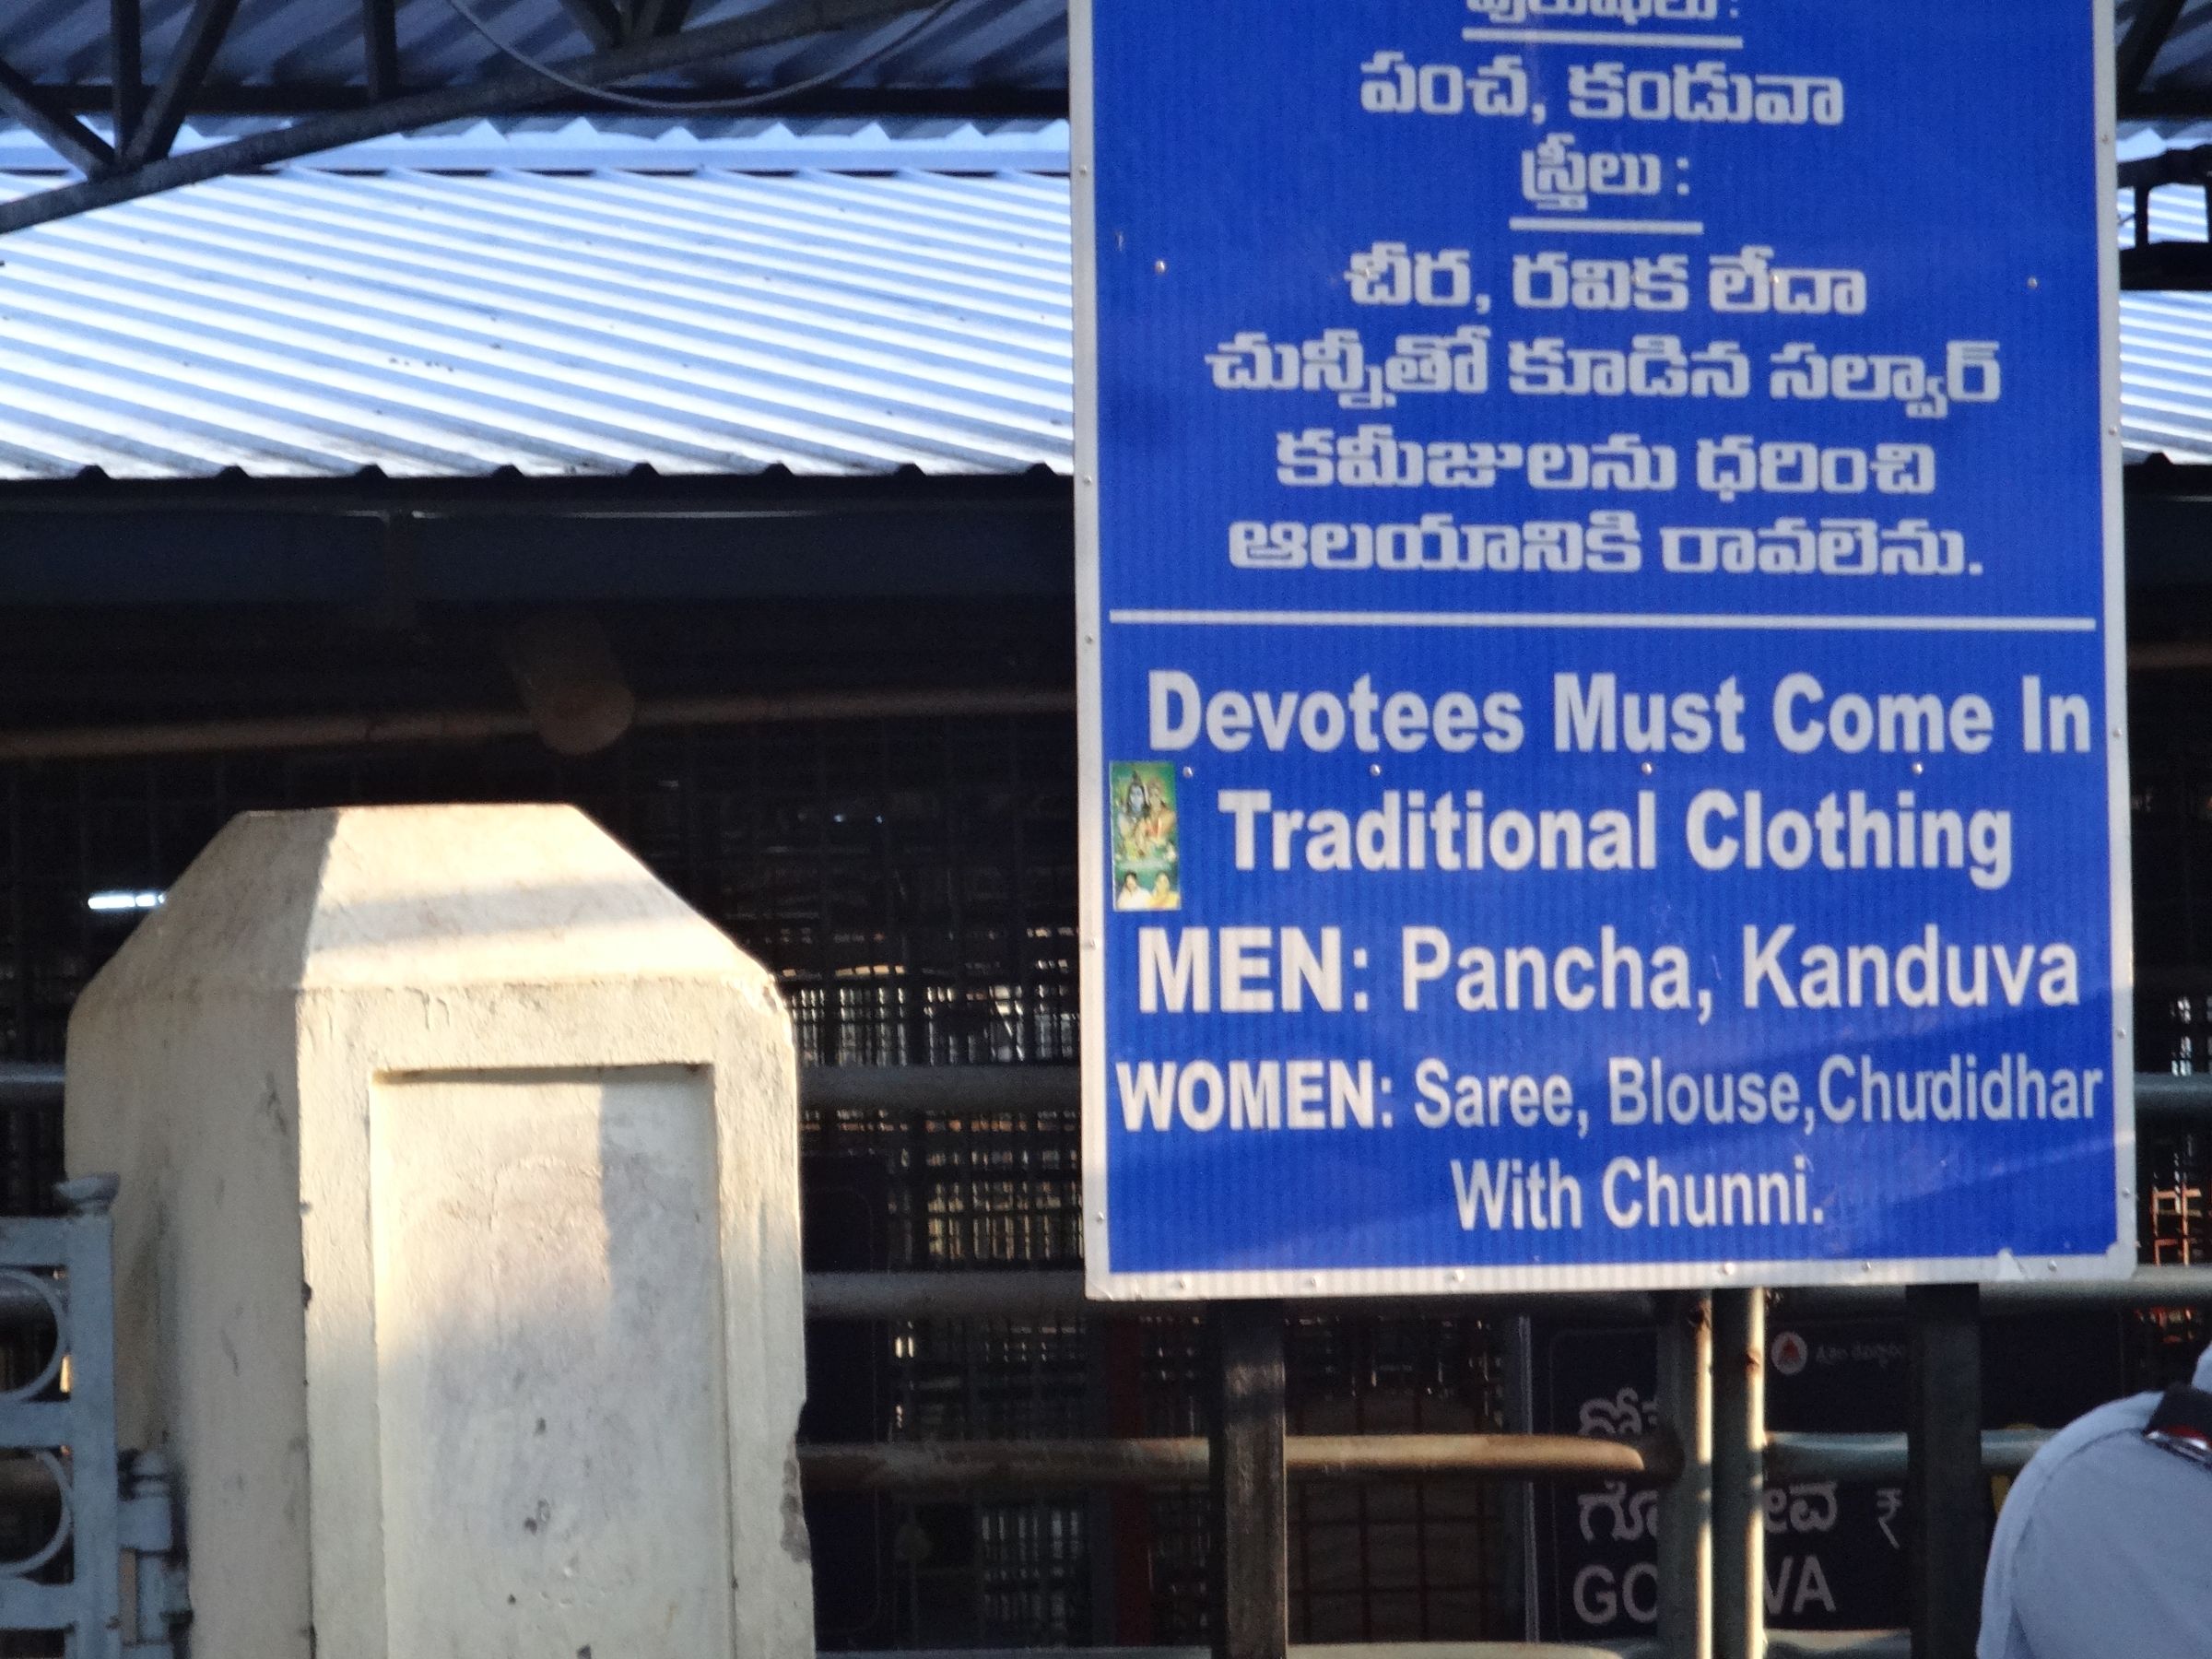 పురుషులు :
పంచ, కండువా
స్త్రీలు :
చీర, రవిక లేదా
చున్నీతో కూడిన సల్వార్
కమీజులను ధరించి
ఆలయానికి రావలెను.
Devotees Must Come In
Traditional Clothing
MEN: Pancha, Kanduva
WOMEN: Saree, Blouse,Chudidhar
With Chunni.
₹